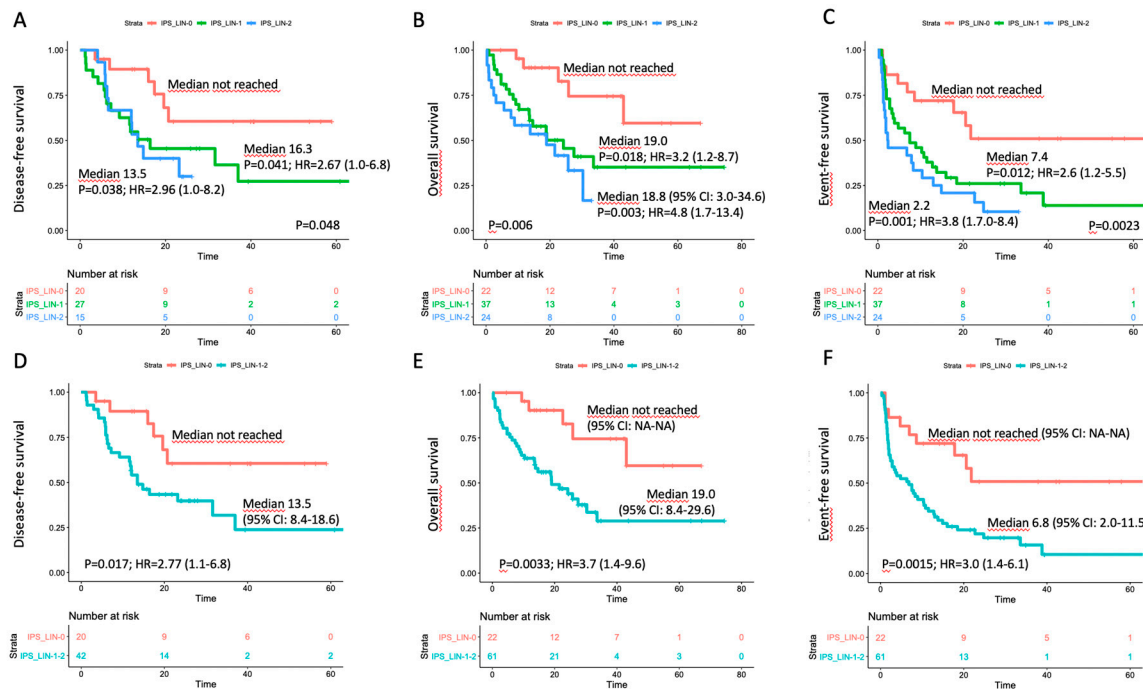 A
Strata IPS_LIN-0 IPS_LIN-1 IPS_LIN-2
Disease-free survival
1.00
0.75
0.50
0.25
0.00
Median not reached
Median 16.3
P=0.041; HR=2.67 (1.0-6.8)
Median 13.5
P=0.038; HR=2.96 (1.0-8.2)
P=0.048
0 20 40 60
Time
Number at risk
Strata
IPS_LIN-0 20 9 6 0
IPS_LIN-1 27 9 2 2
IPS_LIN-2 15 5 0 0
0 20 40 60
Time
B
Strata IPS_LIN-0 IPS_LIN-1 IPS_LIN-2
Overall survival
1.00
0.75
0.50
0.25
0.00
Median not reached
Median 19.0
P=0.018; HR=3.2 (1.2-8.7)
Median 18.8 (95% CI: 3.0-34.6)
P=0.003; HR=4.8 (1.7-13.4)
P=0.006
0 20 40 60 80
Time
Number at risk
Strata
IPS_LIN-0 22 12 7 1 0
IPS_LIN-1 37 13 4 3 0
IPS_LIN-2 24 8 0 0 0
0 20 40 60 80
Time
C
Strata IPS_LIN-0 IPS_LIN-1 IPS_LIN-2
Event-free survival
1.00
0.75
0.50
0.25
0.00
Median not reached
Median 7.4
P=0.012; HR=2.6 (1.2-5.5)
Median 2.2
P=0.001; HR=3.8 (1.7.0-8.4)
P=0.0023
0 20 40 60
Time
Number at risk
Strata
IPS_LIN-0 22 9 5 1
IPS_LIN-1 37 8 1 1
IPS_LIN-2 24 5 0 0
0 20 40 60
Time
D
Strata IPS_LIN-0 IPS_LIN-1-2
Disease-free survival
1.00
0.75
0.50
0.25
0.00
Median not reached
Median 13.5
(95% CI: 8.4-18.6)
P=0.017; HR=2.77 (1.1-6.8)
0 20 40 60
Time
Number at risk
Strata
IPS_LIN-0 20 9 6 0
IPS_LIN-1-2 42 14 2 2
0 20 40 60
Time
E
Strata IPS_LIN-0 IPS_LIN-1-2
Overall survival
1.00
0.75
0.50
0.25
0.00
Median not reached
(95% CI: NA-NA)
Median 19.0
(95% CI: 8.4-29.6)
P=0.0033; HR=3.7 (1.4-9.6)
0 20 40 60 80
Time
Number at risk
Strata
IPS_LIN-0 22 12 7 1 0
IPS_LIN-1-2 61 21 4 3 0
0 20 40 60 80
Time
F
Strata IPS_LIN-0 IPS_LIN-1-2
Event-free survival
1.00
0.75
0.50
0.25
0.00
Median not reached (95% CI: NA-NA)
Median 6.8 (95% CI: 2.0-11.5
P=0.0015; HR=3.0 (1.4-6.1)
0 20 40 60
Time
Number at risk
Strata
IPS_LIN-0 22 9 5 1
IPS_LIN-1-2 61 13 1 1
0 20 40 60
Time